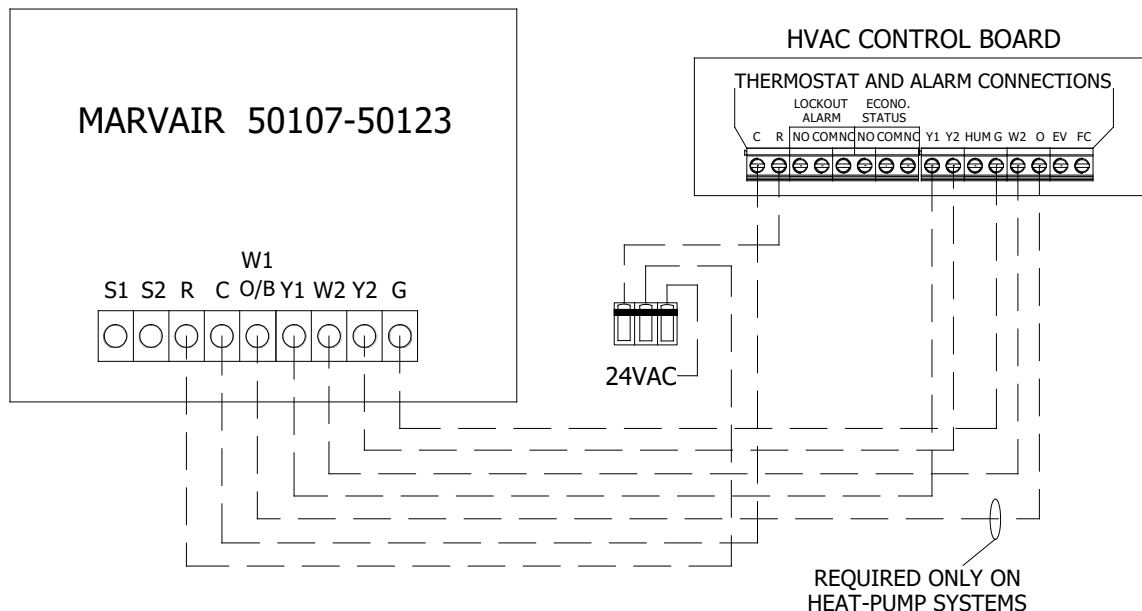 HVAC CONTROL BOARD
THERMOSTAT AND ALARM CONNECTIONS
LOCKOUT ALARM
ECONO. STATUS
C R NO COM NC NO COM NC Y1 Y2 HUM G W2 O EV FC
MARVAIR 50107-50123
W1
S1 S2 R C O/B Y1 W2 Y2 G
24VAC
REQUIRED ONLY ON
HEAT-PUMP SYSTEMS